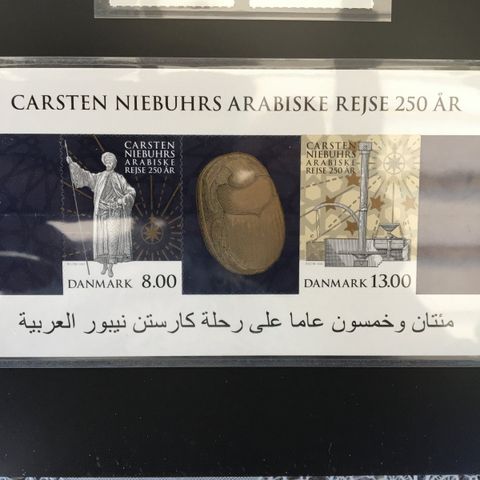 CARSTEN NIEBUHRS ARABISKE REJSE 250 ÅR
CARSTEN
NIEBUHRS
ARABISKE
REJSE 250 ÅR
DANMARK 8.00
CARSTEN
NIEBUHRS
ARABISKE
REJSE 250 ÅR
DANMARK 13.00
مئتان وخمسون عاما على رحلة كارستن نيبور العربية